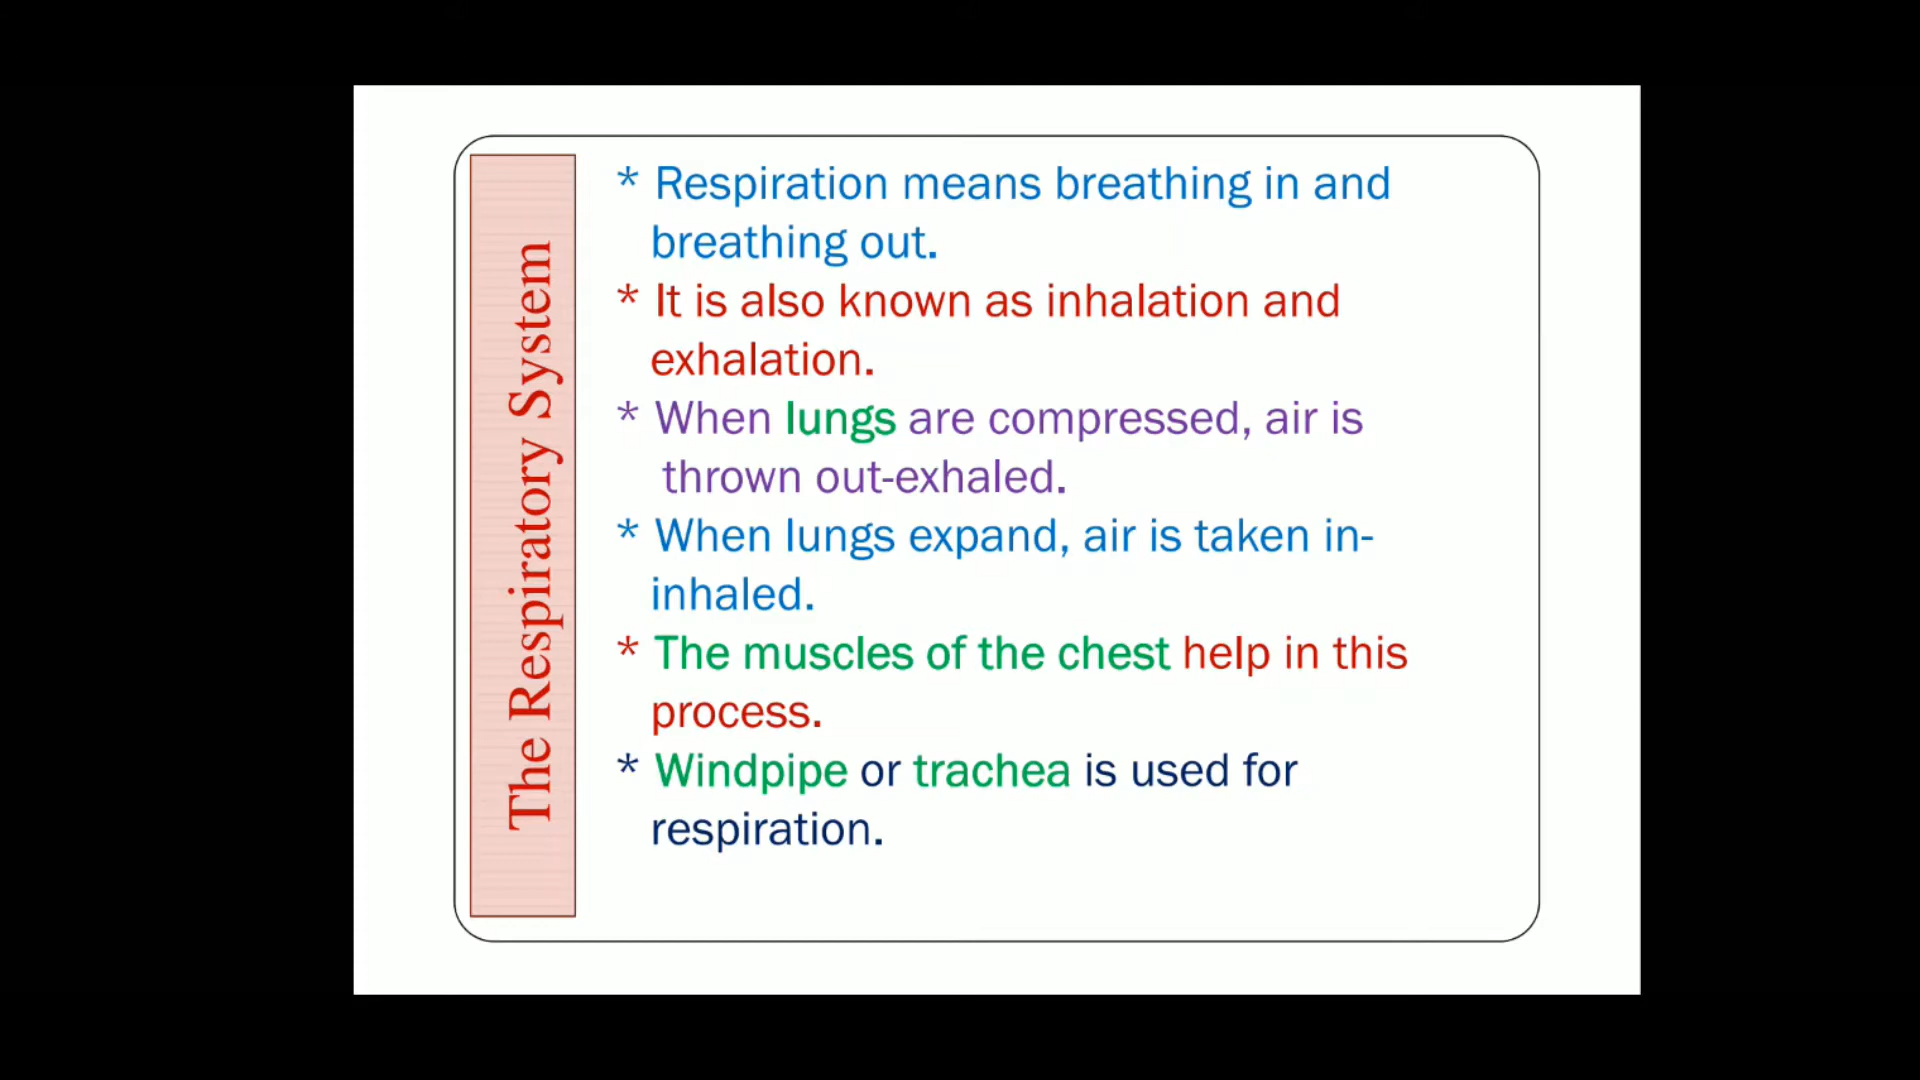 The Respiratory System
* Respiration means breathing in and
breathing out.
* It is also known as inhalation and
exhalation.
* When lungs are compressed, air is
thrown out-exhaled.
* When lungs expand, air is taken in-
inhaled.
* The muscles of the chest help in this
process.
* Windpipe or trachea is used for
respiration.